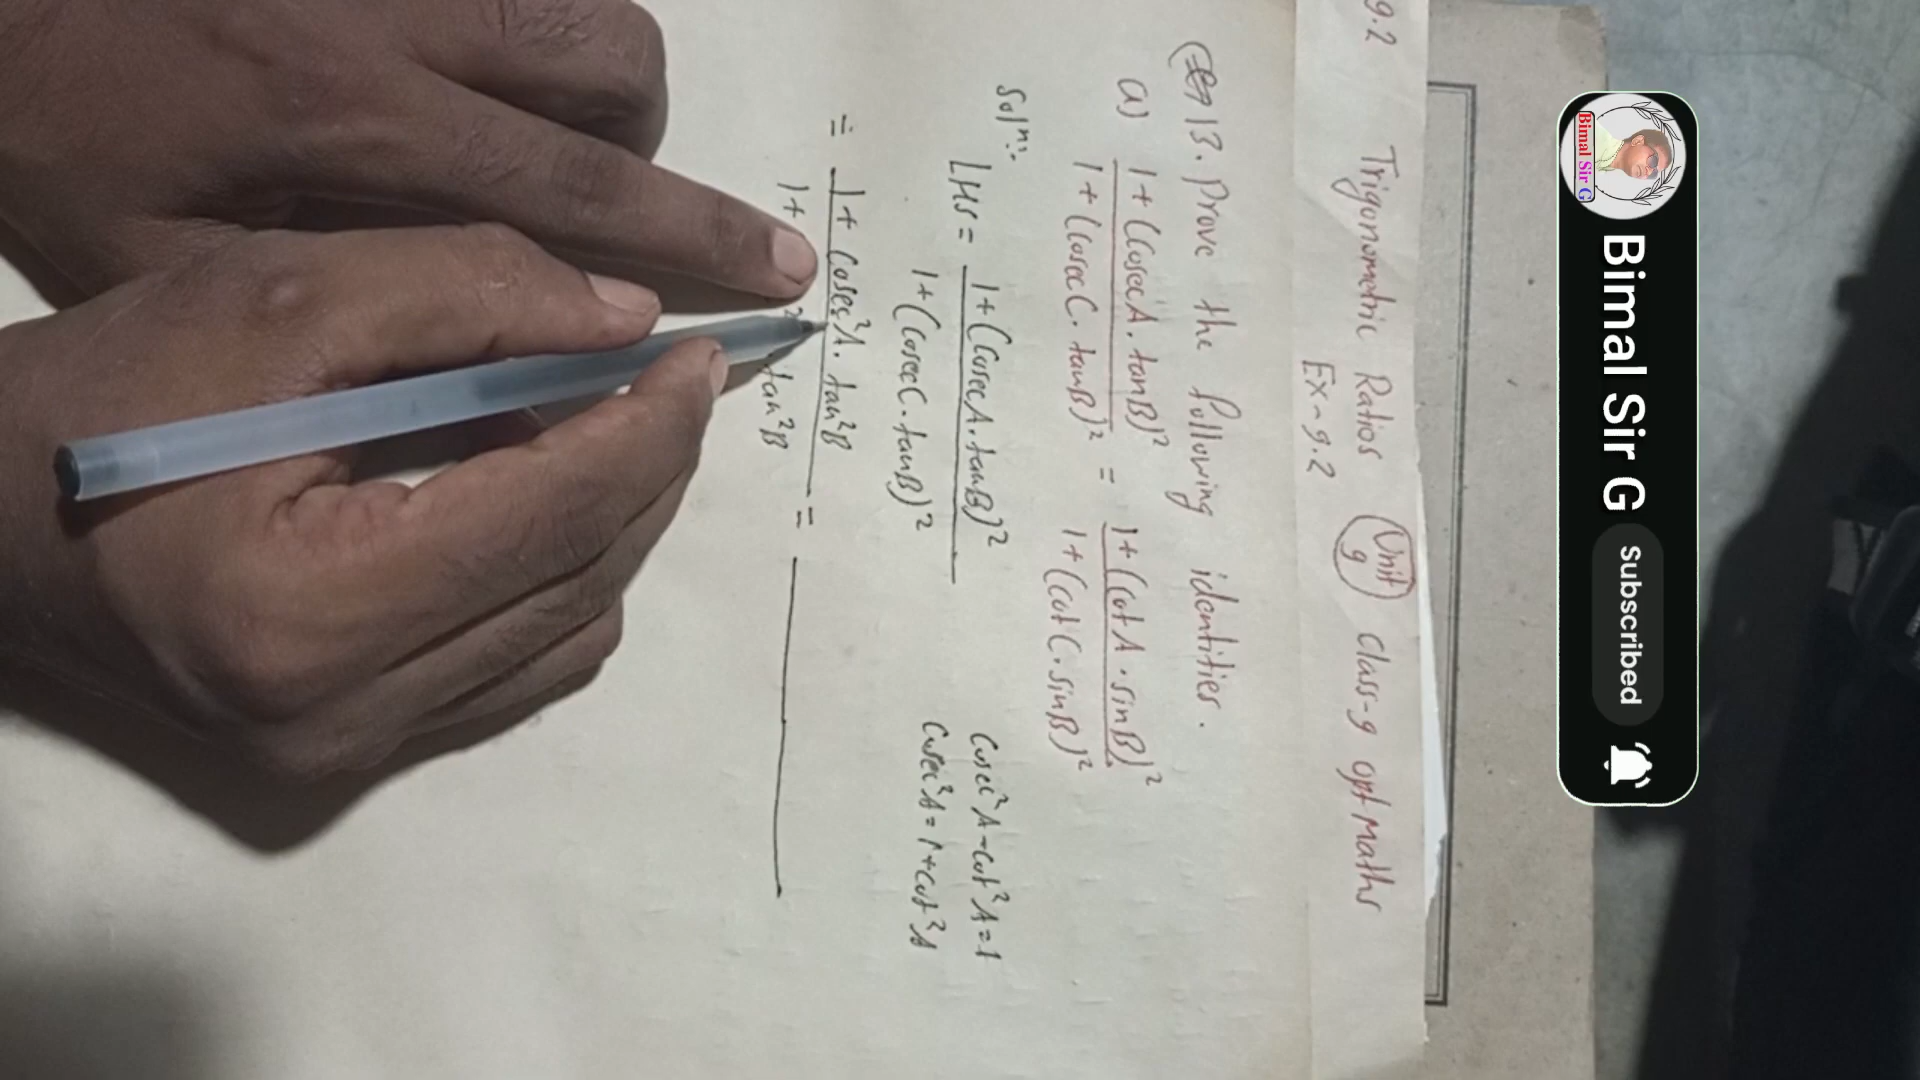 Bimal Sir G
Bimal Sir G Subscribed
9.2 Trigonometric Ratios Unit 9 class-9 opt maths
Ex-9.2
13. Prove the following identities.
a) 1+(CosecA.tanB)² / 1+(CosecC.tanB)² = 1+(CotA.sinB)² / 1+(CotC.sinB)²
Solⁿ:
LHS = 1+(CosecA.tanB)² / 1+(CosecC.tanB)²
Cosec²A-Cot²A=1
Cosec²A=1+Cot²A
= 1+Cosec²A.tan²B / 1+ ² tan²B =